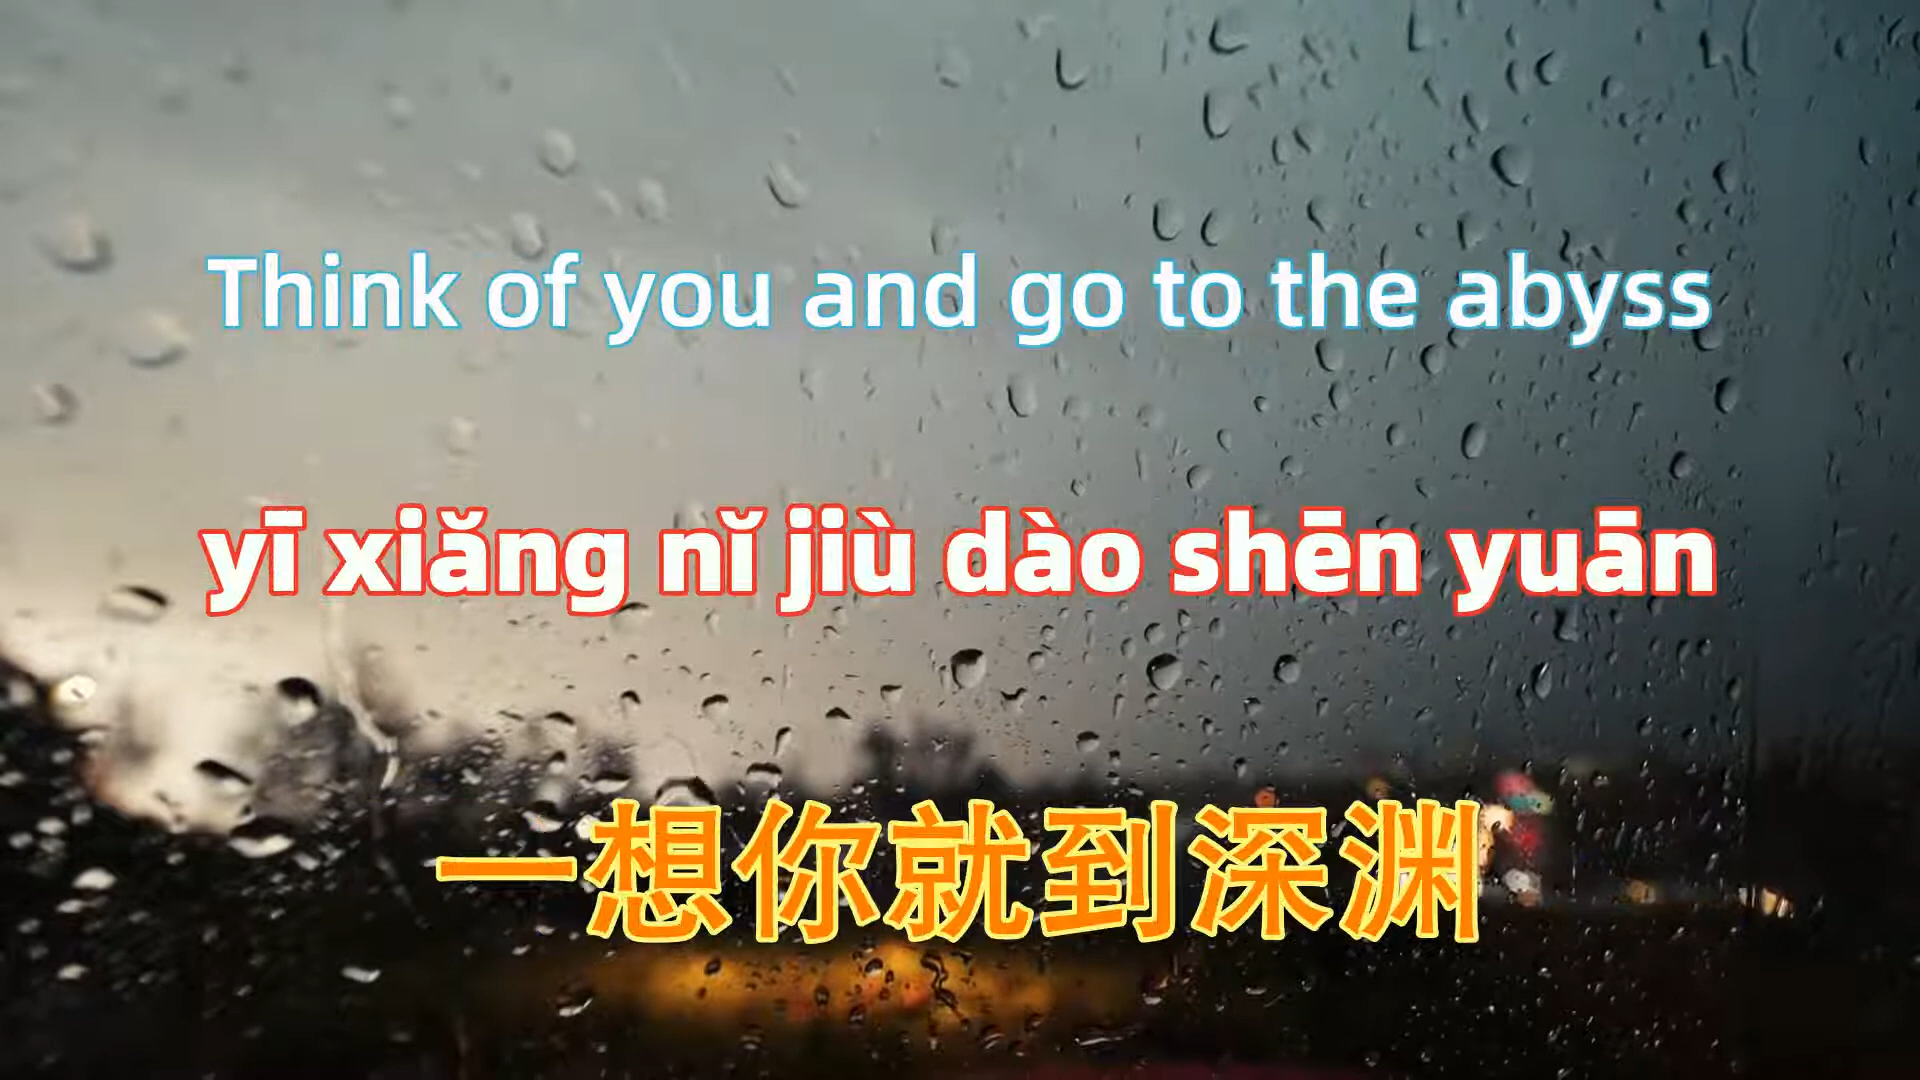 Think of you and go to the abyss
yī xiǎng nǐ jiù dào shēn yuān
一想你就到深渊